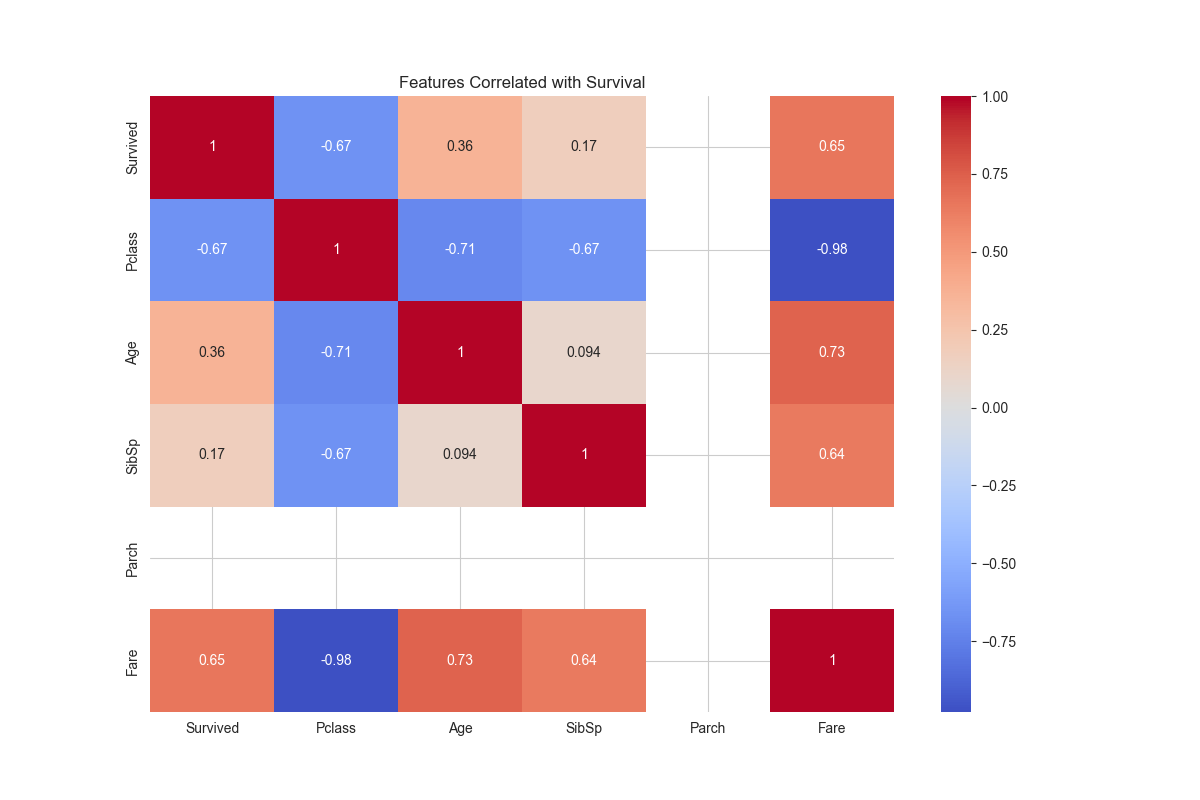 Features Correlated with Survival
Survived 1 -0.67 0.36 0.17 0.65
Pclass -0.67 1 -0.71 -0.67 -0.98
Age 0.36 -0.71 1 0.094 0.73
SibSp 0.17 -0.67 0.094 1 0.64
Parch
Fare 0.65 -0.98 0.73 0.64 1
Survived Pclass Age SibSp Parch Fare
1.00
0.75
0.50
0.25
0.00
−0.25
−0.50
−0.75